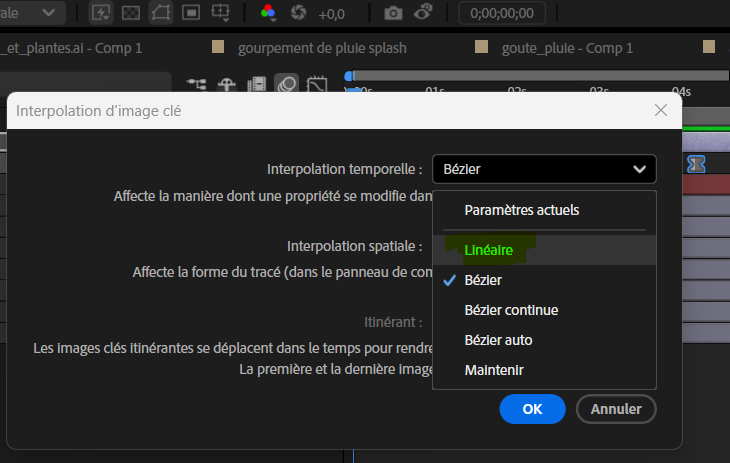 ale
+0,0
0;00;00;00
_et_plantes.ai - Comp 1
gourpement de pluie splash
goute_pluie - Comp 1
00s 01s 02s 03s 04s
Interpolation d'image clé
Interpolation temporelle :
Bézier
Affecte la manière dont une propriété se modifie dan
Paramètres actuels
Linéaire
Interpolation spatiale :
Bézier
Affecte la forme du tracé (dans le panneau de com
Bézier continue
Itinérant :
Bézier auto
Les images clés itinérantes se déplacent dans le temps pour rendre
La première et la dernière image
Maintenir
OK
Annuler